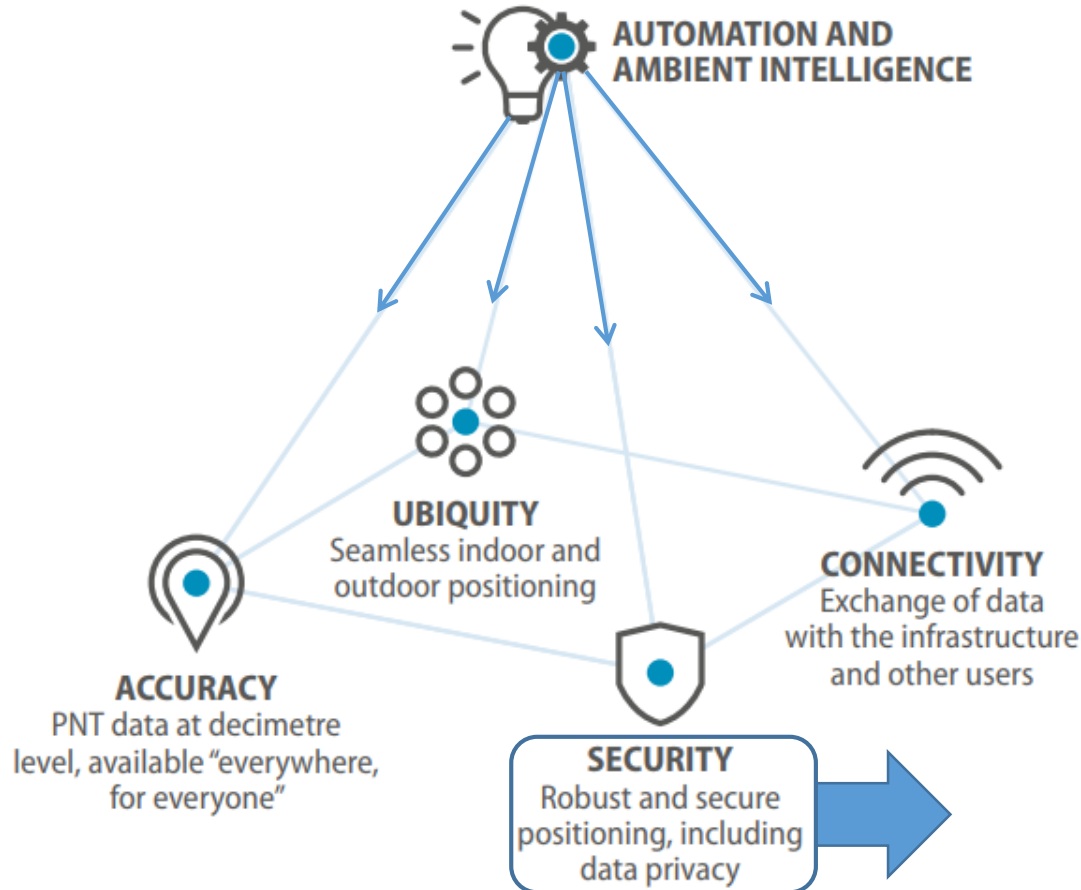 AUTOMATION AND
AMBIENT INTELLIGENCE
UBIQUITY
Seamless indoor and
outdoor positioning
CONNECTIVITY
Exchange of data
with the infrastructure
and other users
ACCURACY
PNT data at decimetre
level, available “everywhere,
for everyone”
SECURITY
Robust and secure
positioning, including
data privacy